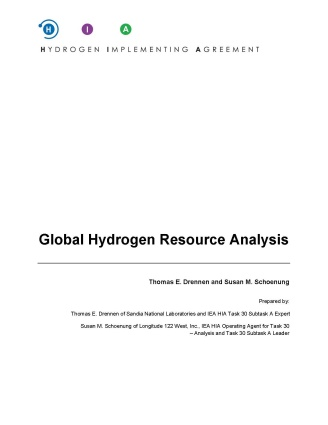 H I A
HYDROGEN IMPLEMENTING AGREEMENT
Global Hydrogen Resource Analysis
Thomas E. Drennen and Susan M. Schoenung
Prepared by:
Thomas E. Drennen of Sandia National Laboratories and IEA HIA Task 30 Subtask A Expert
Susan M. Schoenung of Longitude 122 West, Inc., IEA HIA Operating Agent for Task 30
– Analysis and Task 30 Subtask A Leader